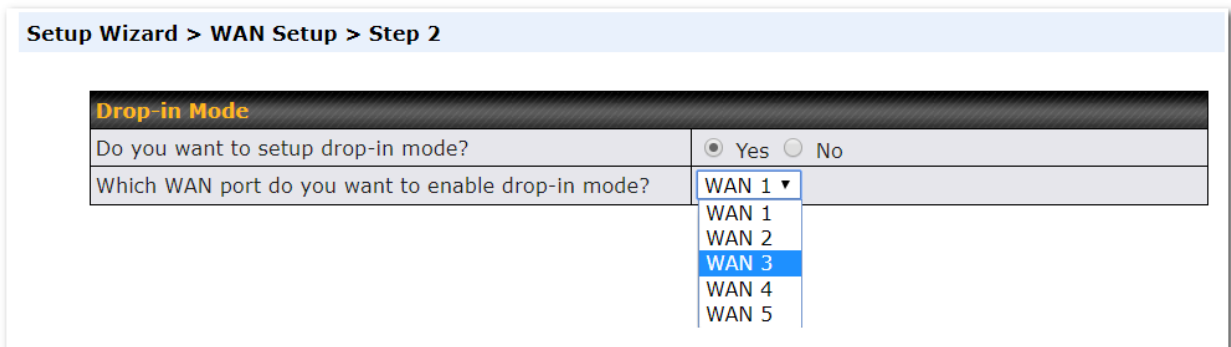 Setup Wizard > WAN Setup > Step 2
Drop-in Mode
Do you want to setup drop-in mode? Yes No
Which WAN port do you want to enable drop-in mode? WAN 1
WAN 1
WAN 2
WAN 3
WAN 4
WAN 5